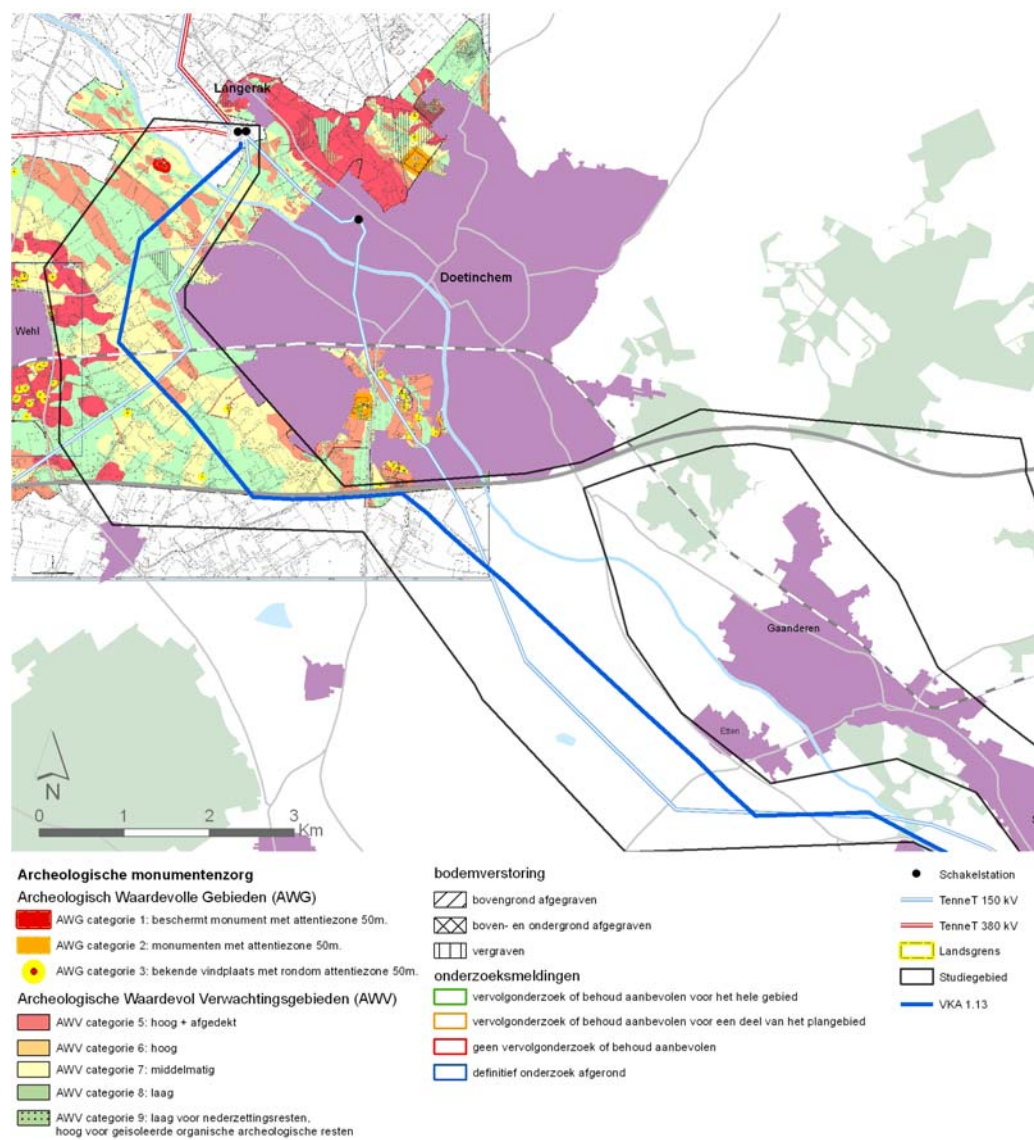 Langerak
Doetinchem
Wehl
Gaanderen
Etten
N
0 1 2 3
Km
Archeologische monumentenzorg
Archeologisch Waardevolle Gebieden (AWG)
AWG categorie 1: beschermt monument met attentiezone 50m.
AWG categorie 2: monumenten met attentiezone 50m.
AWG categorie 3: bekende vindplaats met rondom attentiezone 50m.
Archeologische Waardevol Verwachtingsgebieden (AWV)
AWV categorie 5: hoog + afgedekt
AWV categorie 6: hoog
AWV categorie 7: middelmatig
AWV categorie 8: laag
AWV categorie 9: laag voor nederzettingsresten,
hoog voor geisoleerde organische archeologische resten
bodemverstoring
bovengrond afgegraven
boven- en ondergrond afgegraven
vergraven
onderzoeksmeldingen
vervolgonderzoek of behoud aanbevolen voor het hele gebied
vervolgonderzoek of behoud aanbevolen voor een deel van het plangebied
geen vervolgonderzoek of behoud aanbevolen
definitief onderzoek afgerond
Schakelstation
TenneT 150 kV
TenneT 380 kV
Landsgrens
Studiegebied
VKA 1.13